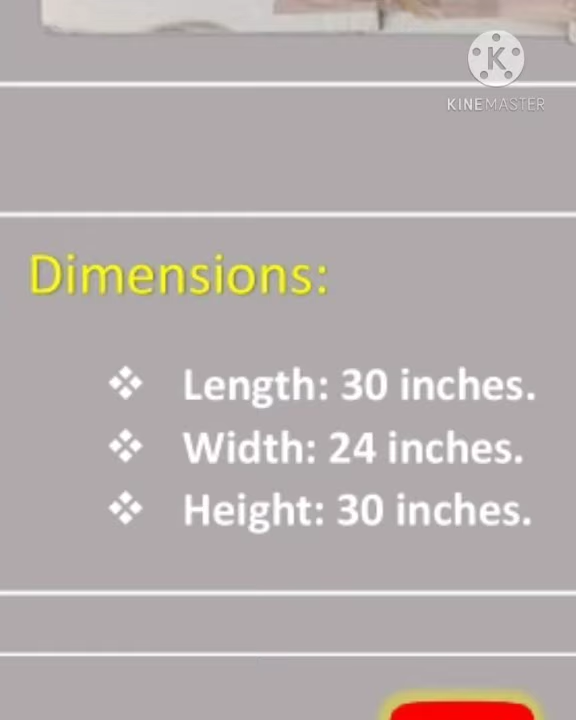 K
KINEMASTER
Dimensions:
❖ Length: 30 inches.
❖ Width: 24 inches.
❖ Height: 30 inches.